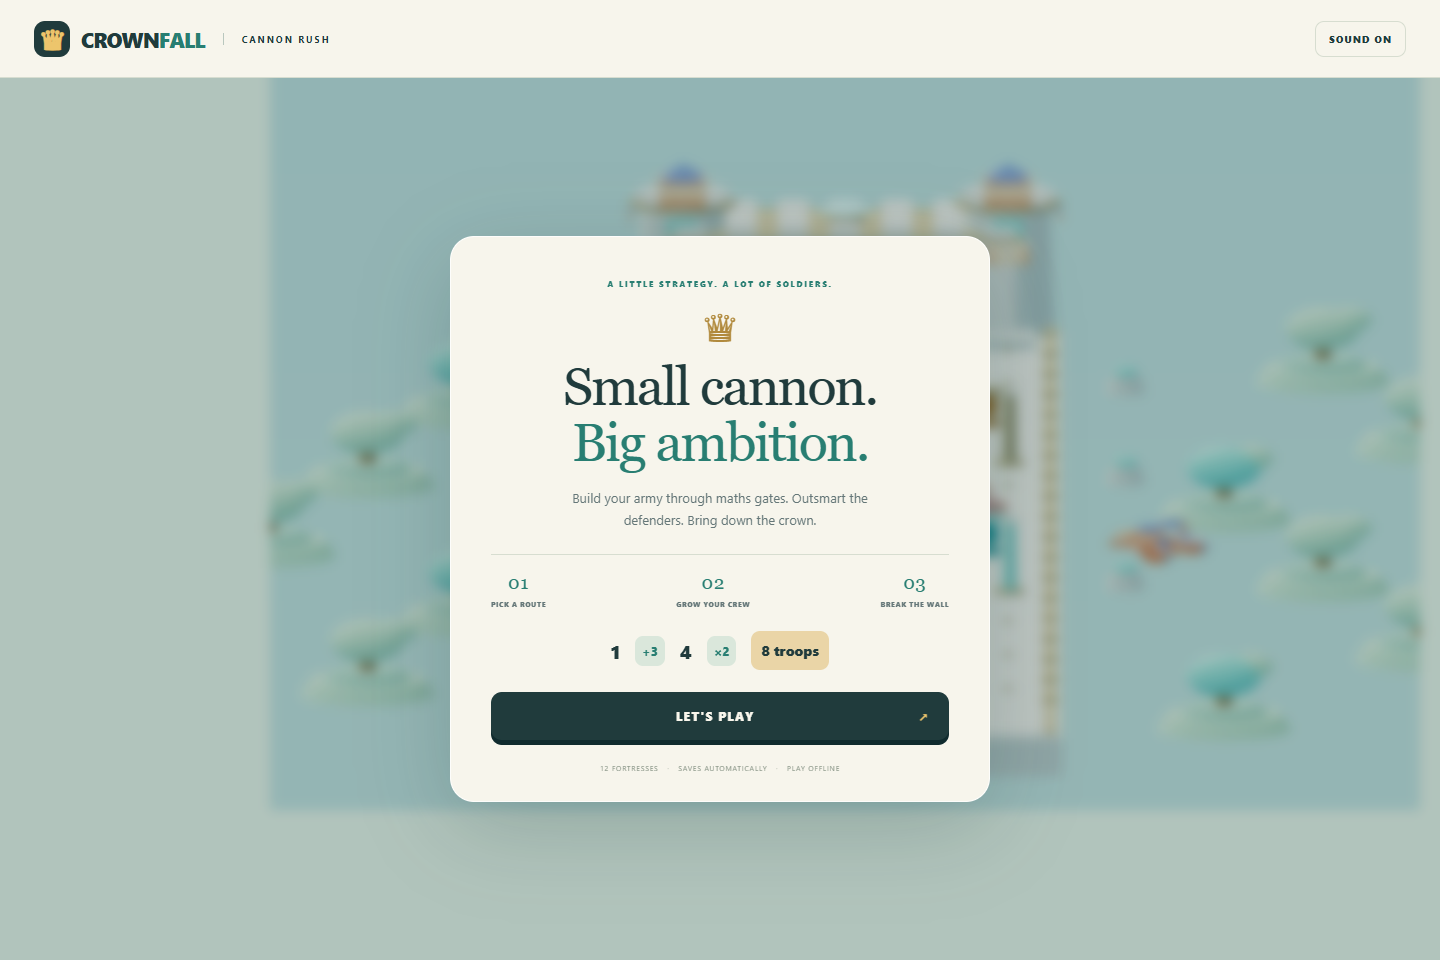 CROWNFALL
CANNON RUSH
SOUND ON
A LITTLE STRATEGY. A LOT OF SOLDIERS.
Small cannon.
Big ambition.
Build your army through maths gates. Outsmart the
defenders. Bring down the crown.
01 02 03
PICK A ROUTE GROW YOUR CREW BREAK THE WALL
1 +3 4 ×2 8 troops
LET'S PLAY ↗
12 FORTRESSES · SAVES AUTOMATICALLY · PLAY OFFLINE